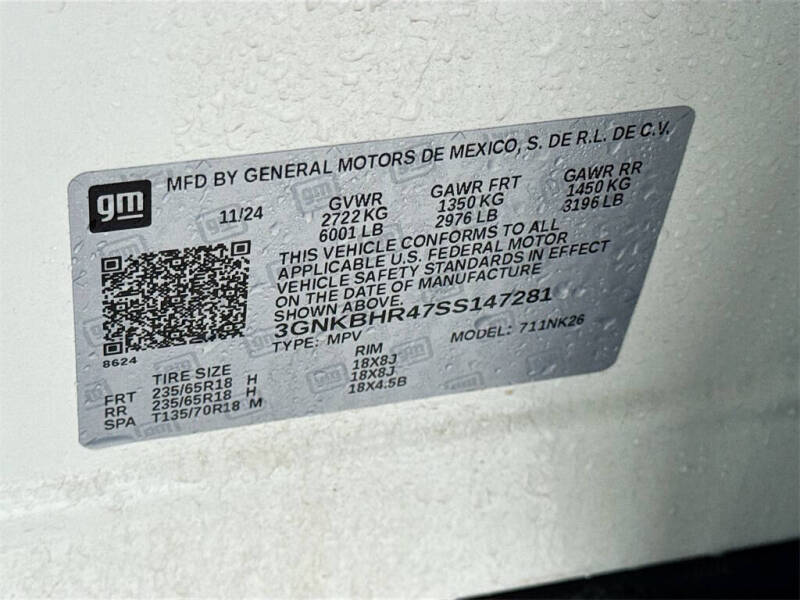 MFD BY GENERAL MOTORS DE MEXICO, S. DE R.L. DE C.V.
gm
11/24 GVWR GAWR FRT GAWR RR
2722 KG 1350 KG 1450 KG
6001 LB 2976 LB 3196 LB
THIS VEHICLE CONFORMS TO ALL
APPLICABLE U.S. FEDERAL MOTOR
VEHICLE SAFETY STANDARDS IN EFFECT
ON THE DATE OF MANUFACTURE
SHOWN ABOVE.
3GNKBHR47SS147281
TYPE: MPV MODEL: 711NK26
8624
TIRE SIZE RIM
FRT 235/65R18 H 18X8J
RR 235/65R18 H 18X8J
SPA T135/70R18 M 18X4.5B